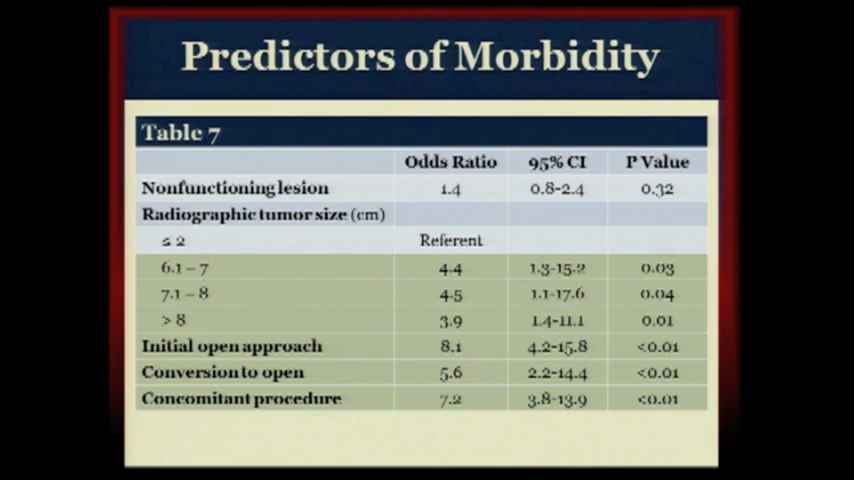 Predictors of Morbidity
Table 7
Odds Ratio 95% CI P Value
Nonfunctioning lesion 1.4 0.8-2.4 0.32
Radiographic tumor size (cm)
≤ 2 Referent
6.1 – 7 4.4 1.3-15.2 0.03
7.1 – 8 4.5 1.1-17.6 0.04
> 8 3.9 1.4-11.1 0.01
Initial open approach 8.1 4.2-15.8 <0.01
Conversion to open 5.6 2.2-14.4 <0.01
Concomitant procedure 7.2 3.8-13.9 <0.01